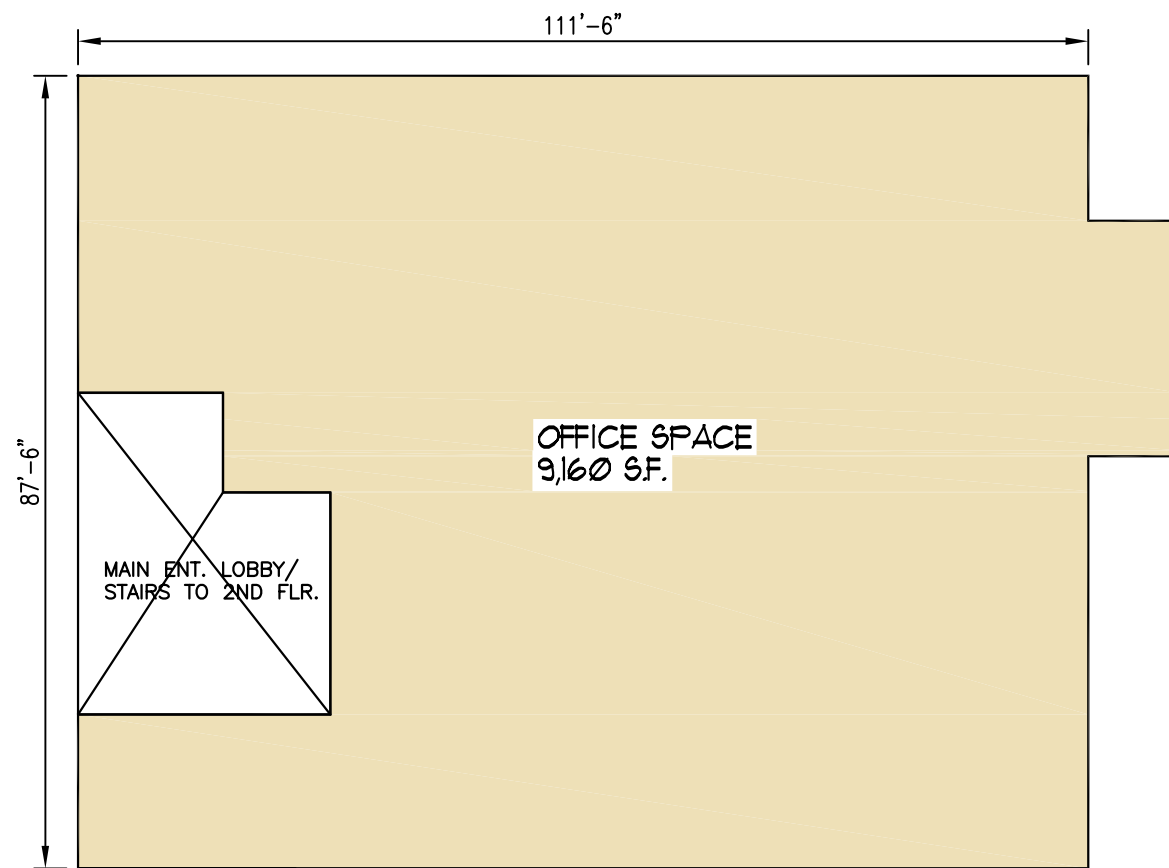 111'-6"
87'-6"
OFFICE SPACE
9,160 S.F.
MAIN ENT. LOBBY/
STAIRS TO 2ND FLR.